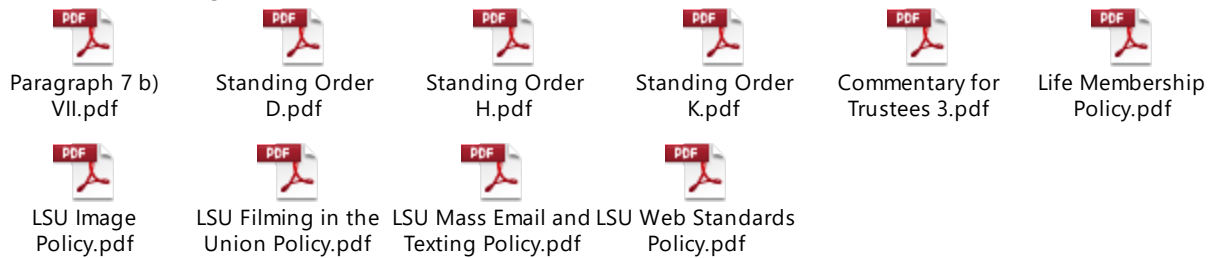 PDF PDF PDF PDF PDF PDF
Paragraph 7 b) Standing Order Standing Order Standing Order Commentary for Life Membership
VII.pdf D.pdf H.pdf K.pdf Trustees 3.pdf Policy.pdf
PDF PDF PDF PDF
LSU Image LSU Filming in the LSU Mass Email and LSU Web Standards
Policy.pdf Union Policy.pdf Texting Policy.pdf Policy.pdf